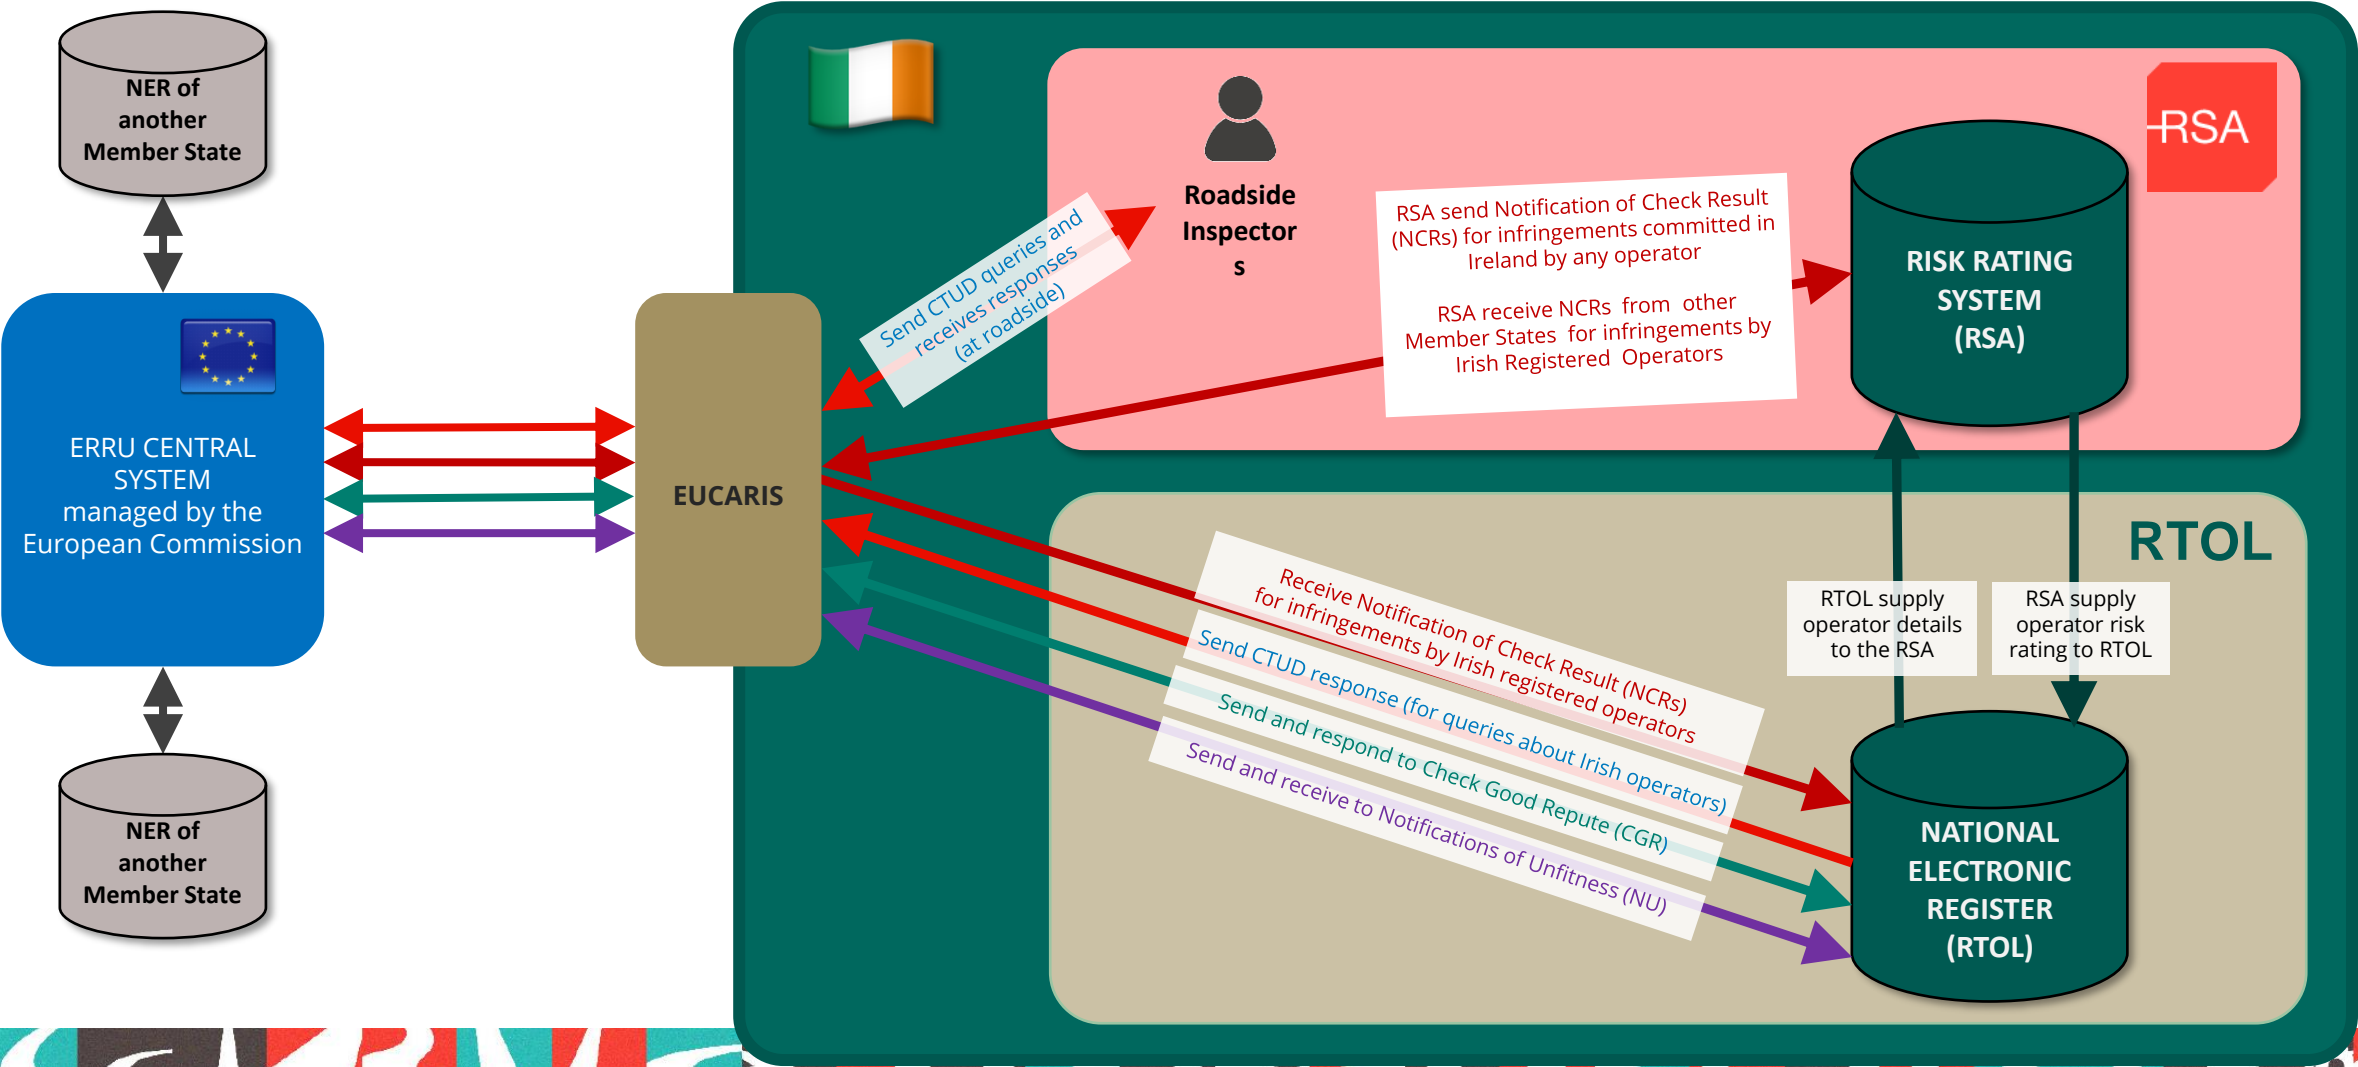 NER of
another
Member State
ERRU CENTRAL
SYSTEM
managed by the
European Commission
NER of
another
Member State
EUCARIS
Send CTUD queries and
receives responses
(at roadside)
Roadside
Inspector
s
RSA send Notification of Check Result
(NCRs) for infringements committed in
Ireland by any operator
RSA receive NCRs from other
Member States for infringements by
Irish Registered Operators
RSA
RISK RATING
SYSTEM
(RSA)
RTOL
Receive Notification of Check Result (NCRs)
for infringements by Irish registered operators
Send CTUD response (for queries about Irish operators)
Send and respond to Check Good Repute (CGR)
Send and receive to Notifications of Unfitness (NU)
RTOL supply
operator details
to the RSA
RSA supply
operator risk
rating to RTOL
NATIONAL
ELECTRONIC
REGISTER
(RTOL)